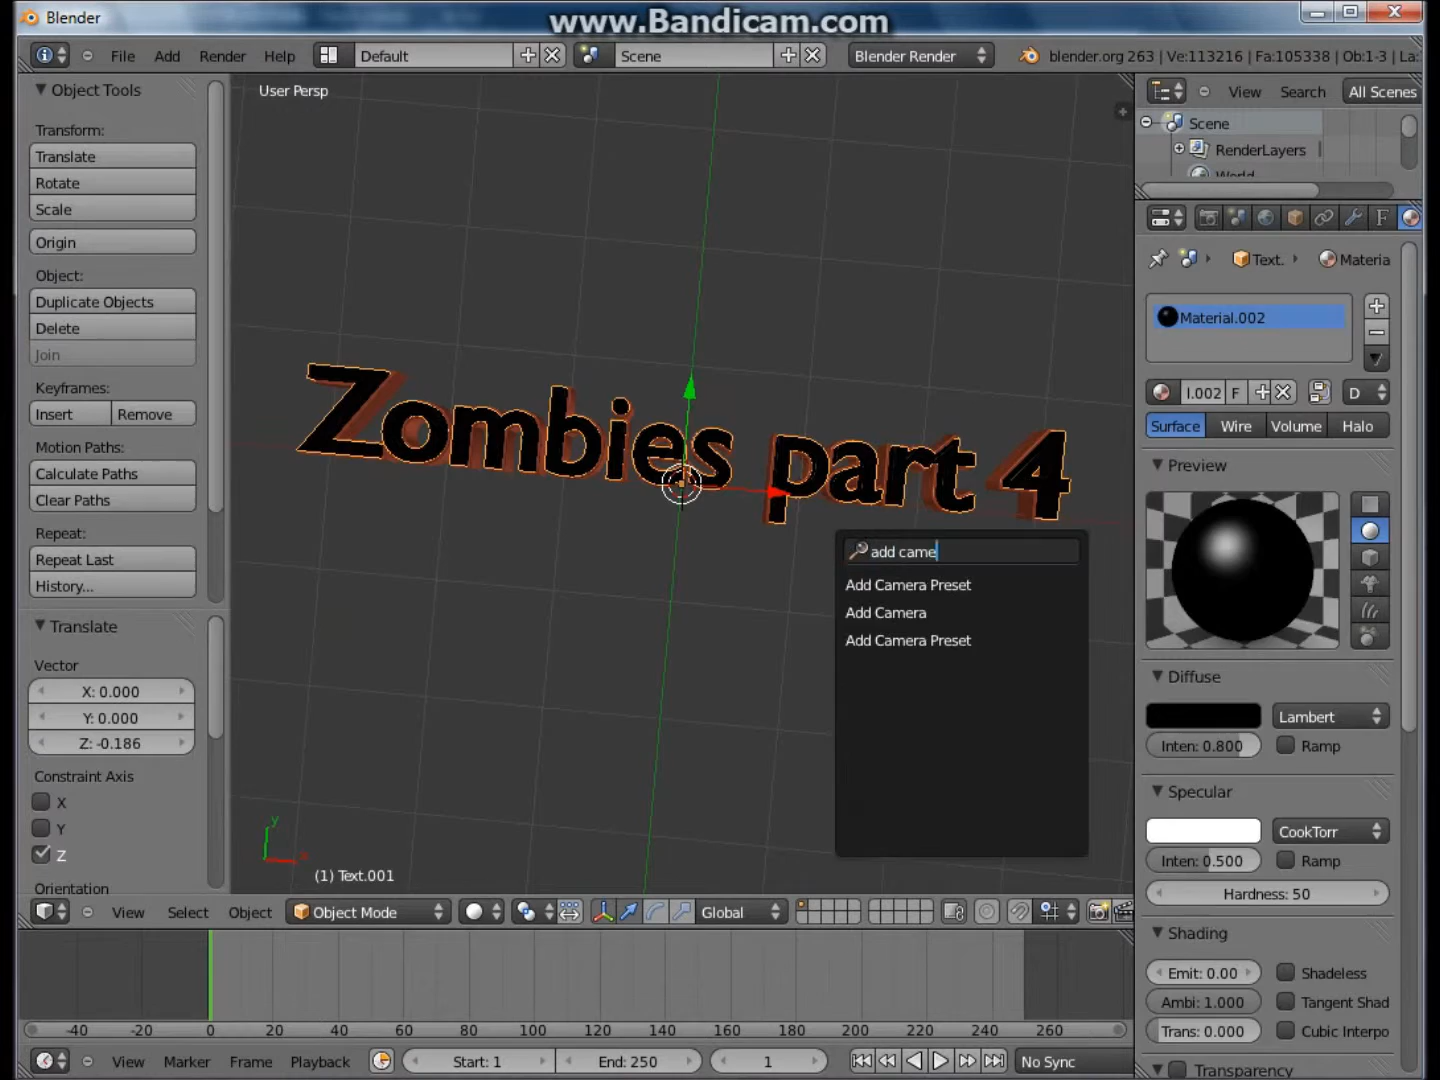 www.Bandicam.com
Blender
File Add Render Help Default Scene Blender Render blender.org 263 | Ve:113216 | Fa:105338 | Ob:1-3 | La:
Object Tools
Transform:
Translate
Rotate
Scale
Origin
Object:
Duplicate Objects
Delete
Join
Keyframes:
Insert Remove
Motion Paths:
Calculate Paths
Clear Paths
Repeat:
Repeat Last
History...
Translate
Vector
X: 0.000
Y: 0.000
Z: -0.186
Constraint Axis
X
Y
Z
Orientation
User Persp
Zombies part 4
add came
Add Camera Preset
Add Camera
Add Camera Preset
y
x
(1) Text.001
View Select Object Object Mode Global
-40 -20 0 20 40 60 80 100 120 140 160 180 200 220 240 260
View Marker Frame Playback Start: 1 End: 250 1 No Sync
View Search All Scenes
Scene
RenderLayers
World
F
Text. Materia
Material.002
I.002 F D
Surface Wire Volume Halo
Preview
Diffuse
Lambert
Inten: 0.800 Ramp
Specular
CookTorr
Inten: 0.500 Ramp
Hardness: 50
Shading
Emit: 0.00 Shadeless
Ambi: 1.000 Tangent Shad
Trans: 0.000 Cubic Interpo
Transparency